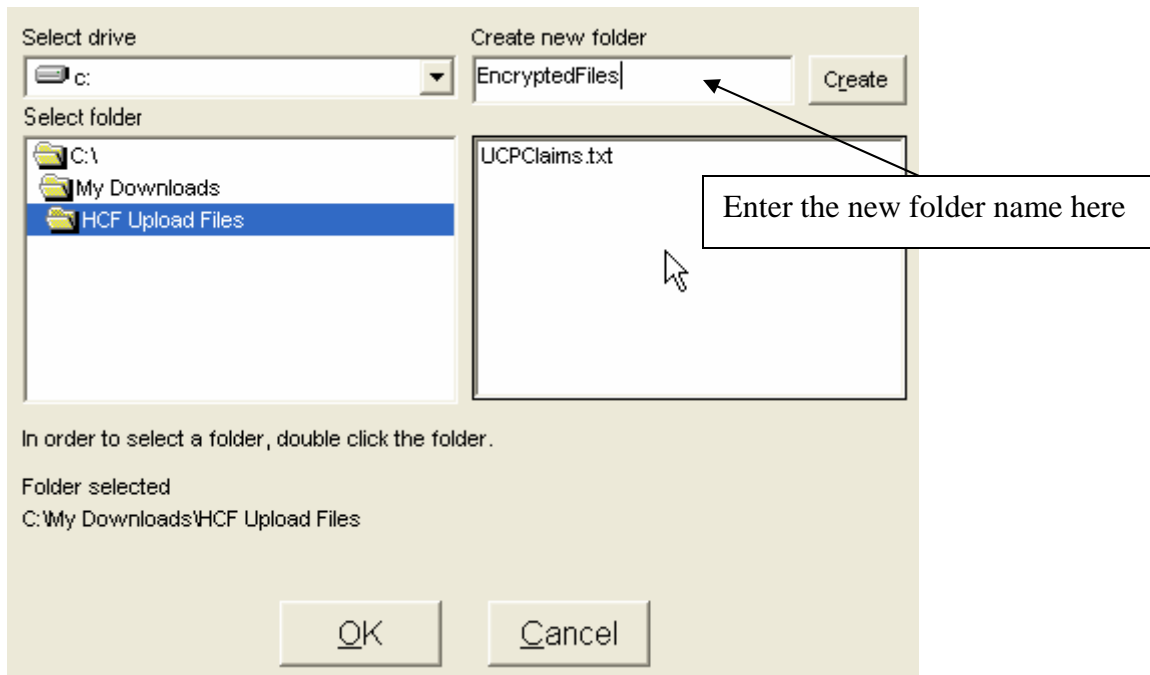 Select drive
Create new folder
c:
EncryptedFiles
Create
Select folder
C:\
My Downloads
HCF Upload Files
UCPClaims.txt
Enter the new folder name here
In order to select a folder, double click the folder.
Folder selected
C:\My Downloads\HCF Upload Files
OK
Cancel